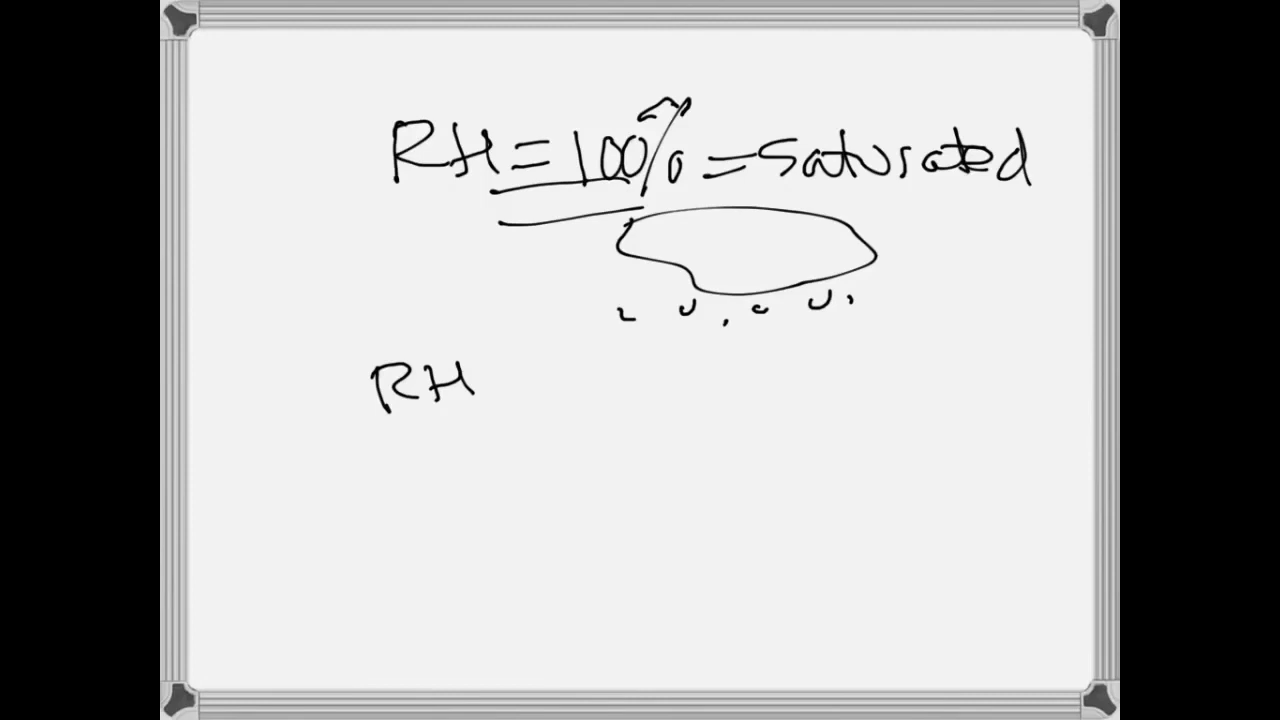 RH = 100% = Saturated
RH